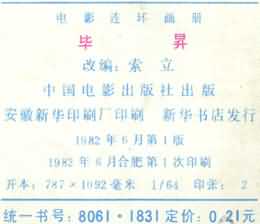 电影连环画册
毕昇
改编：索立
中国电影出版社出版
安徽新华印刷厂印刷 新华书店发行
1982年6月第1版
1982年6月合肥第1次印刷
开本：787×1092毫米 1/64 印张：2
统一书号：8061·1831 定价：0.21元